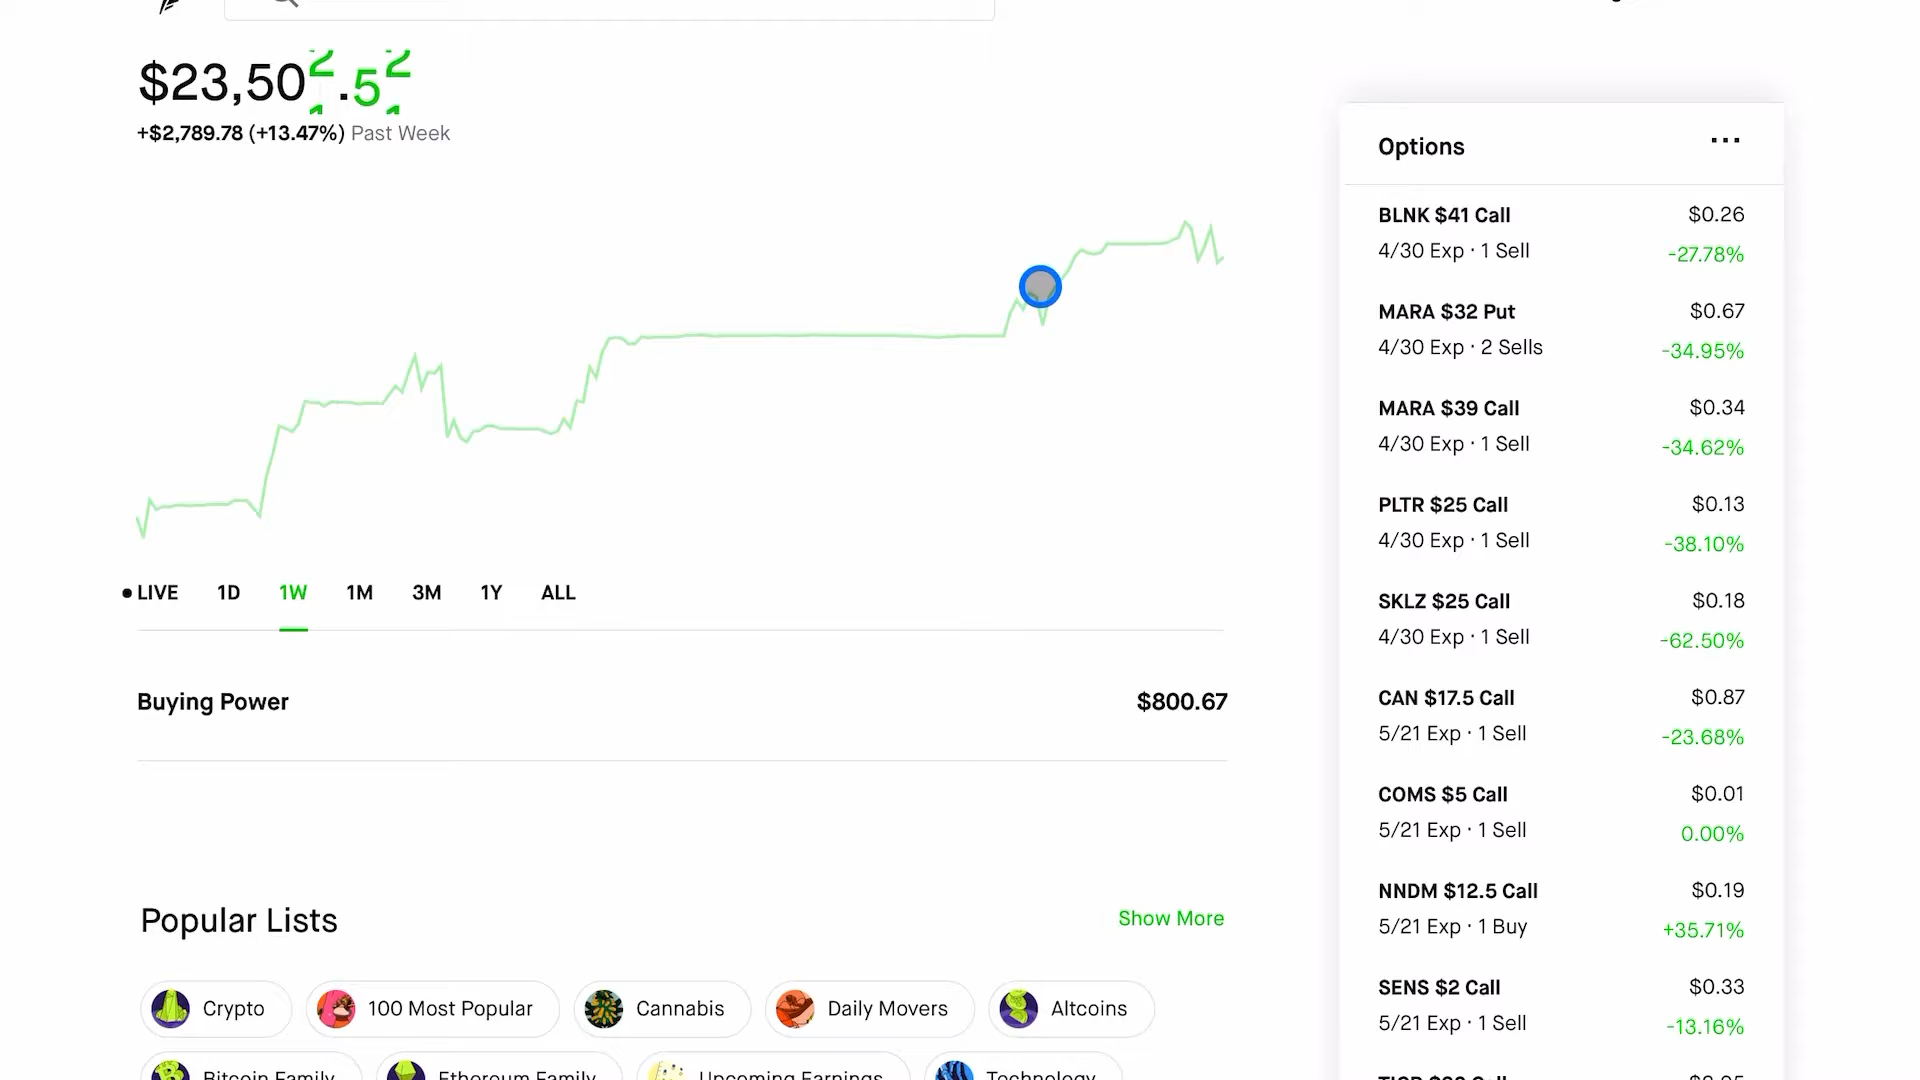 +$2,789.78 (+13.47%) Past Week
LIVE 1D 1W 1M 3M 1Y ALL
Buying Power $800.67
Popular Lists Show More
Crypto 100 Most Popular Cannabis Daily Movers Altcoins
Bitcoin Family Ethereum Family Upcoming Earnings Technology
Options
BLNK $41 Call $0.26
4/30 Exp · 1 Sell -27.78%
MARA $32 Put $0.67
4/30 Exp · 2 Sells -34.95%
MARA $39 Call $0.34
4/30 Exp · 1 Sell -34.62%
PLTR $25 Call $0.13
4/30 Exp · 1 Sell -38.10%
SKLZ $25 Call $0.18
4/30 Exp · 1 Sell -62.50%
CAN $17.5 Call $0.87
5/21 Exp · 1 Sell -23.68%
COMS $5 Call $0.01
5/21 Exp · 1 Sell 0.00%
NNDM $12.5 Call $0.19
5/21 Exp · 1 Buy +35.71%
SENS $2 Call $0.33
5/21 Exp · 1 Sell -13.16%